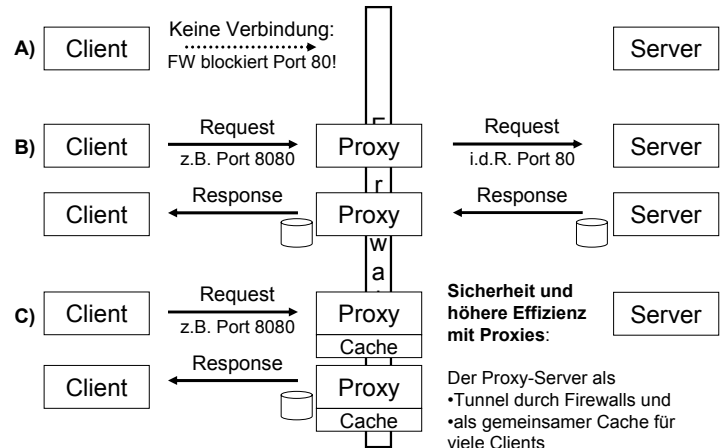 Keine Verbindung:
A) Client Server
FW blockiert Port 80!
Request Request
B) Client Proxy Server
z.B. Port 8080 i.d.R. Port 80
Response Response
Client Proxy Server
Request
C) Client Proxy Server
z.B. Port 8080
Cache
Sicherheit und
höhere Effizienz
mit Proxies:
Response
Client Proxy
Cache
Der Proxy-Server als
•Tunnel durch Firewalls und
•als gemeinsamer Cache für
viele Clients